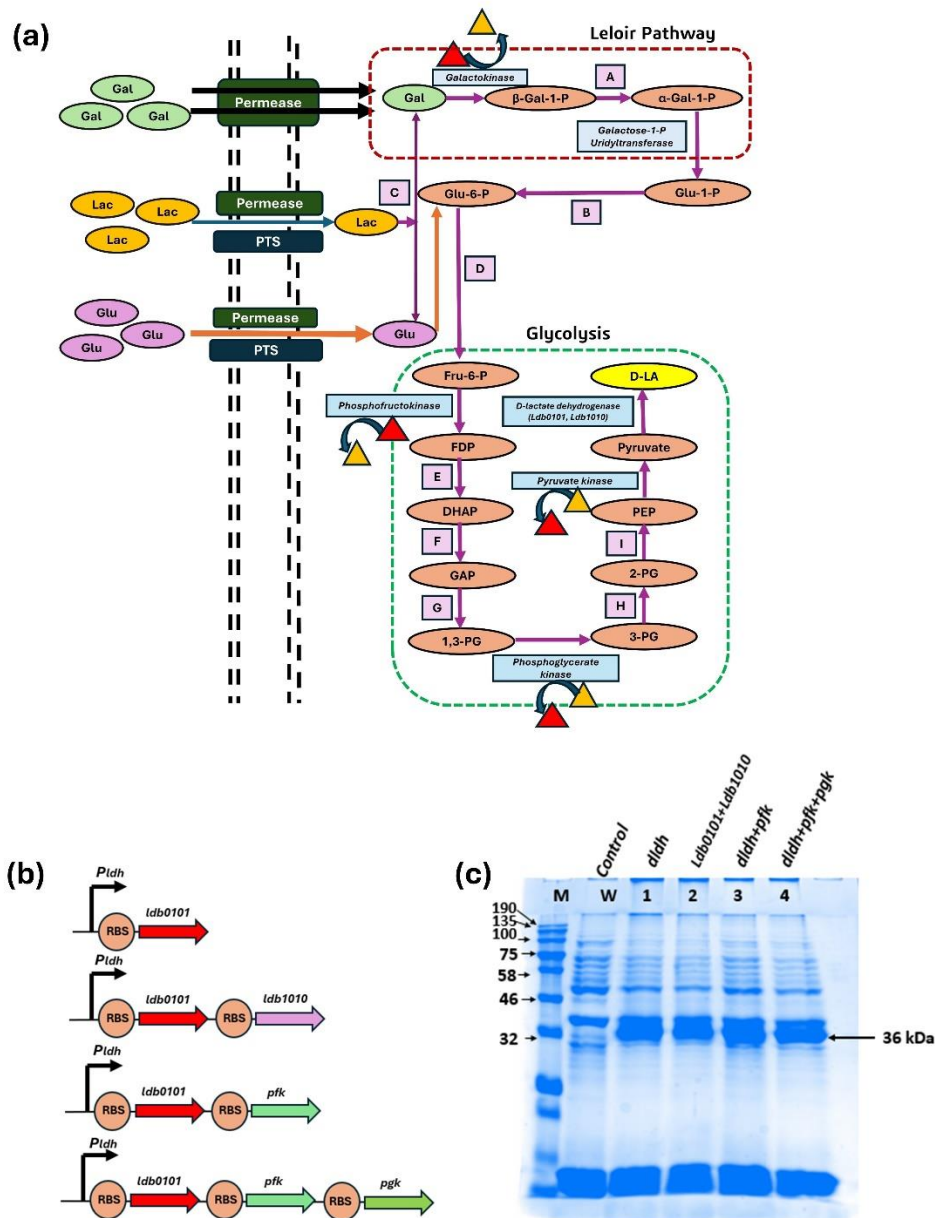 (a)
Leloir Pathway
Galactokinase
A
Gal
Gal
Gal
Permease
Gal
β-Gal-1-P
α-Gal-1-P
Galactose-1-P
Uridyltransferase
C
Glu-6-P
B
Glu-1-P
Lac
Lac
Lac
Permease
PTS
Lac
D
Glu
Glu
Glu
Permease
PTS
Glu
Glycolysis
Fru-6-P
D-LA
Phosphofructokinase
D-lactate dehydrogenase
(Ldb0101, Ldb1010)
FDP
Pyruvate
E
Pyruvate kinase
DHAP
PEP
F
I
GAP
2-PG
G
H
1,3-PG
3-PG
Phosphoglycerate
kinase
(b)
Pldh
RBS
ldb0101
Pldh
RBS
ldb0101
RBS
ldb1010
Pldh
RBS
ldb0101
RBS
pfk
Pldh
RBS
ldb0101
RBS
pfk
RBS
pgk
(c)
Control
dldh
Ldb0101+Ldb1010
dldh+pfk
dldh+pfk+pgk
M W 1 2 3 4
190
135
100
75
58
46
32
36 kDa